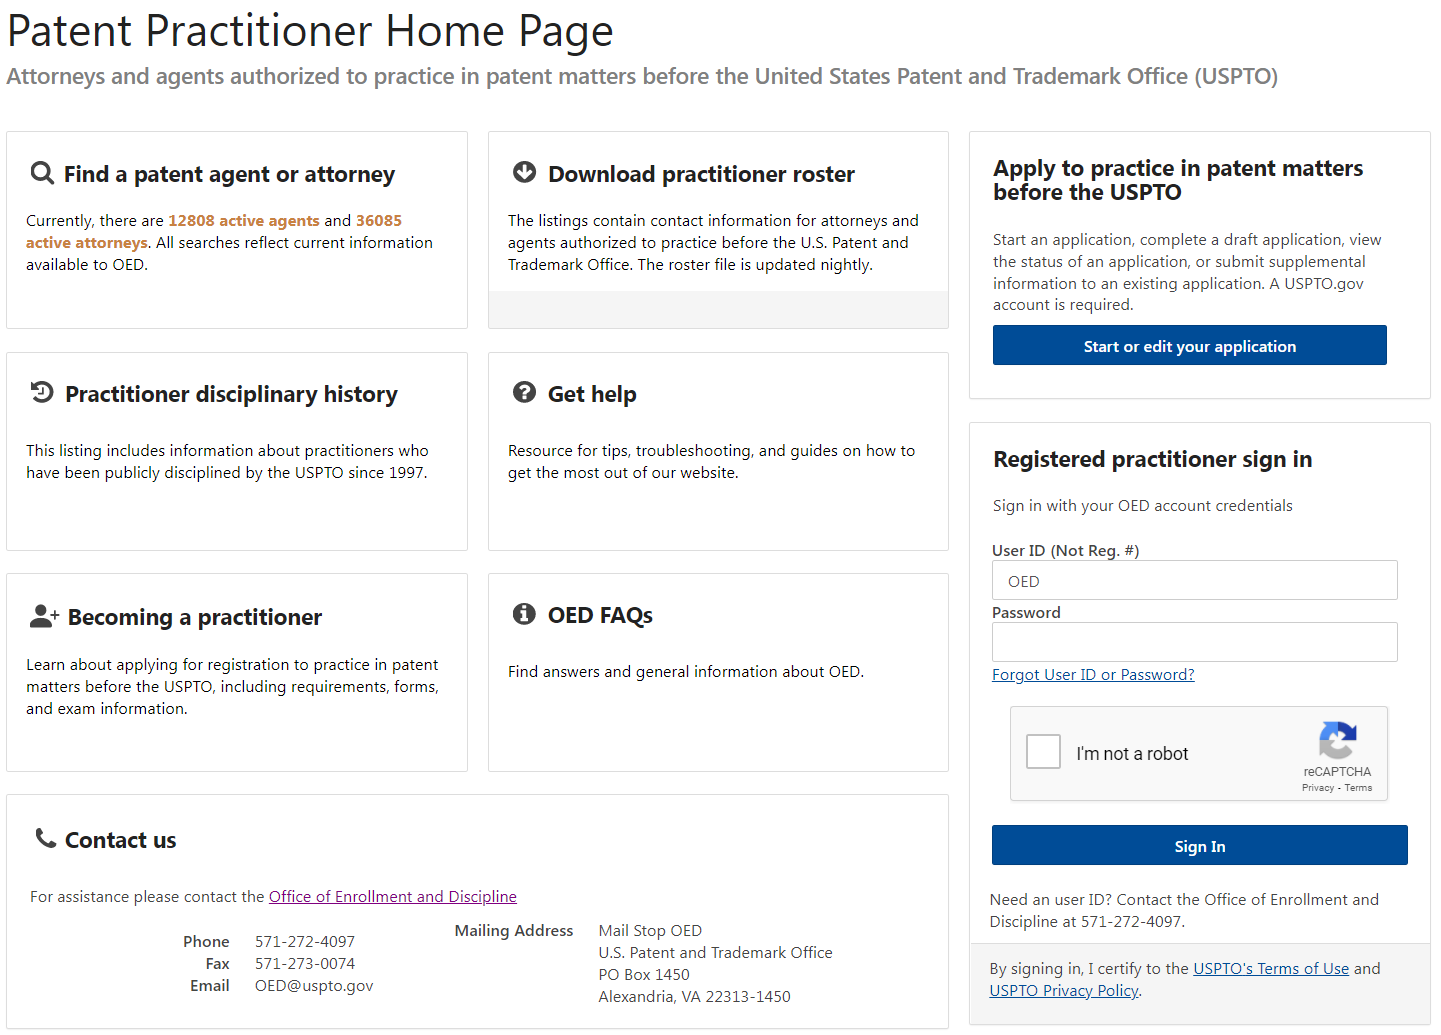 Patent Practitioner Home Page
Attorneys and agents authorized to practice in patent matters before the United States Patent and Trademark Office (USPTO)
Find a patent agent or attorney
Currently, there are 12808 active agents and 36085
active attorneys. All searches reflect current information
available to OED.
Download practitioner roster
The listings contain contact information for attorneys and
agents authorized to practice before the U.S. Patent and
Trademark Office. The roster file is updated nightly.
Practitioner disciplinary history
This listing includes information about practitioners who
have been publicly disciplined by the USPTO since 1997.
Get help
Resource for tips, troubleshooting, and guides on how to
get the most out of our website.
Becoming a practitioner
Learn about applying for registration to practice in patent
matters before the USPTO, including requirements, forms,
and exam information.
OED FAQs
Find answers and general information about OED.
Contact us
For assistance please contact the Office of Enrollment and Discipline
Phone 571-272-4097
Fax 571-273-0074
Email OED@uspto.gov
Mailing Address Mail Stop OED
U.S. Patent and Trademark Office
PO Box 1450
Alexandria, VA 22313-1450
Apply to practice in patent matters
before the USPTO
Start an application, complete a draft application, view
the status of an application, or submit supplemental
information to an existing application. A USPTO.gov
account is required.
Start or edit your application
Registered practitioner sign in
Sign in with your OED account credentials
User ID (Not Reg. #)
OED
Password
Forgot User ID or Password?
I'm not a robot
reCAPTCHA
Privacy - Terms
Sign In
Need an user ID? Contact the Office of Enrollment and
Discipline at 571-272-4097.
By signing in, I certify to the USPTO's Terms of Use and
USPTO Privacy Policy.